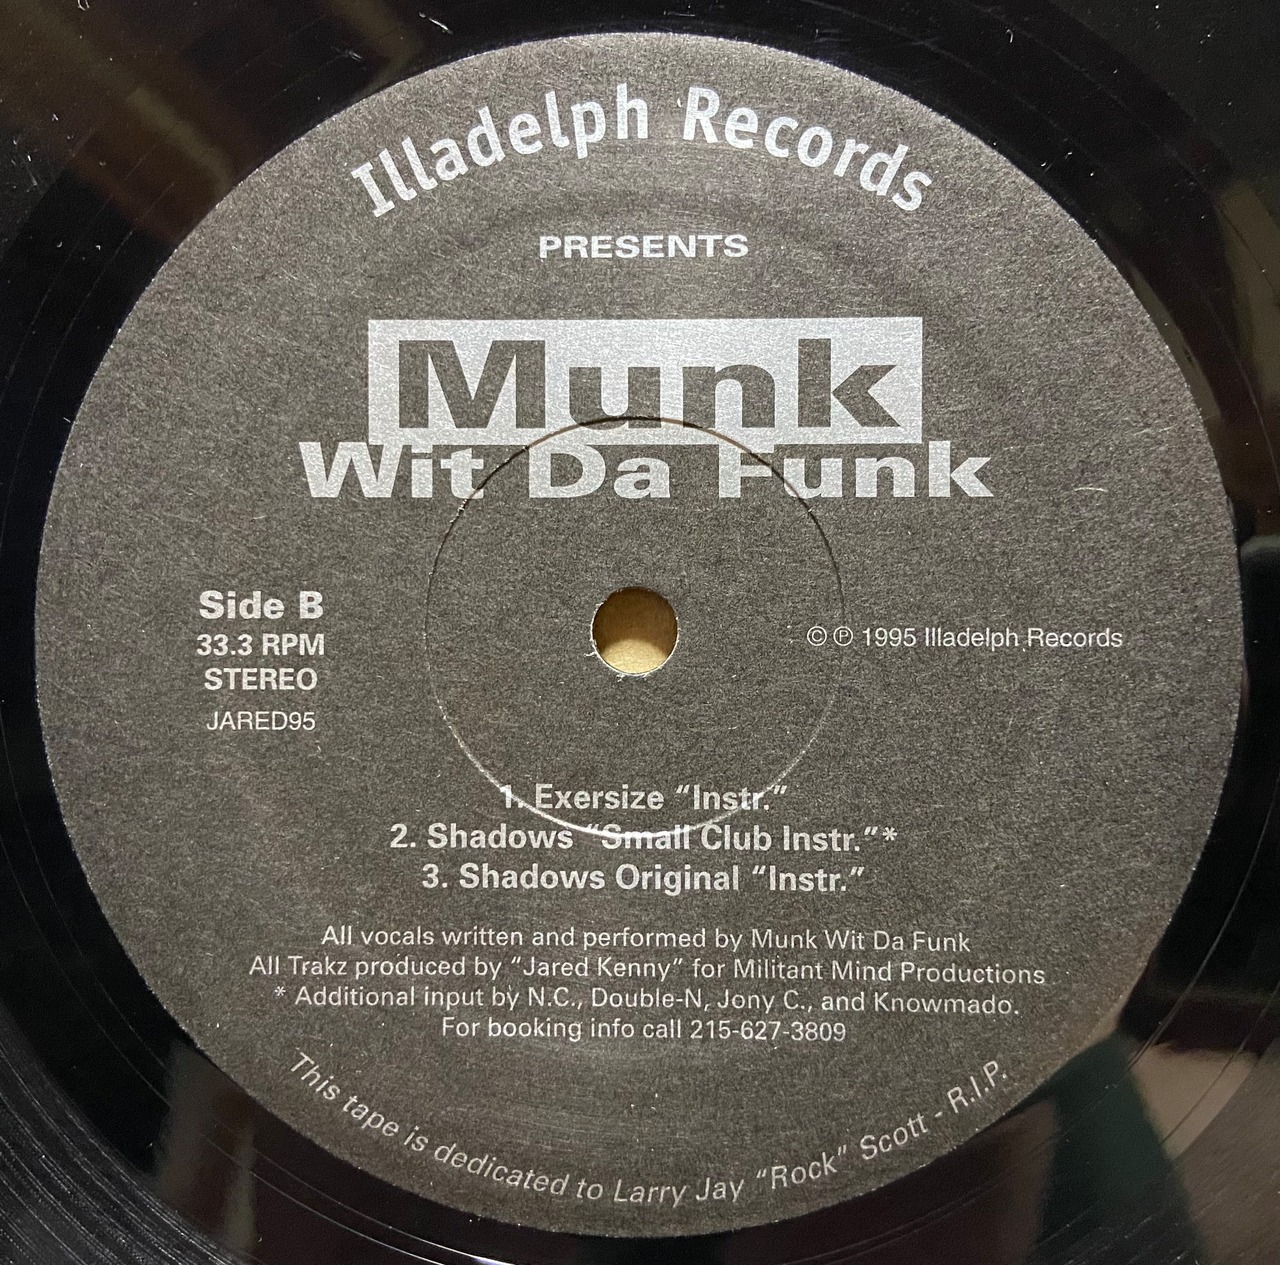 Illadelph Records
PRESENTS
Munk
Wit Da Funk
Side B
33.3 RPM
STEREO
JARED95
©℗ 1995 Illadelph Records
1. Exersize “Instr.”
2. Shadows “Small Club Instr.”*
3. Shadows Original “Instr.”
All vocals written and performed by Munk Wit Da Funk
All Trakz produced by “Jared Kenny” for Militant Mind Productions
* Additional input by N.C., Double-N, Jony C., and Knowmado.
For booking info call 215-627-3809
This tape is dedicated to Larry Jay “Rock” Scott - R.I.P.